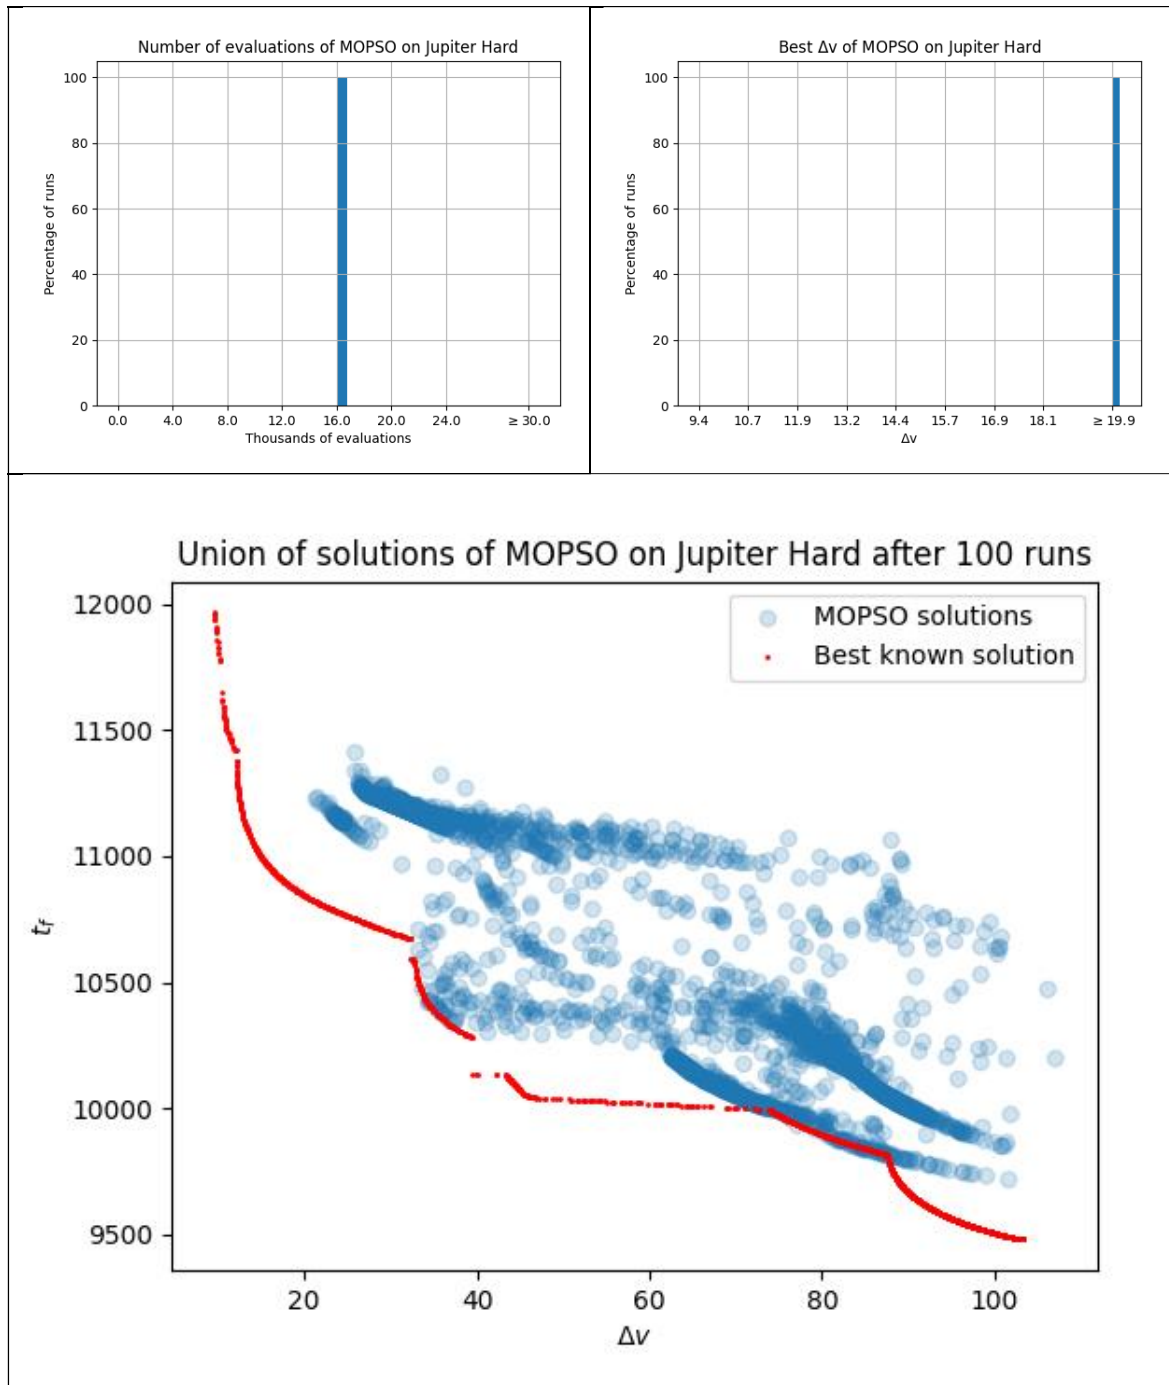 Number of evaluations of MOPSO on Jupiter Hard
100
80
60
40
20
0
Percentage of runs
0.0 4.0 8.0 12.0 16.0 20.0 24.0 ≥ 30.0
Thousands of evaluations
Best Δv of MOPSO on Jupiter Hard
100
80
60
40
20
0
Percentage of runs
9.4 10.7 11.9 13.2 14.4 15.7 16.9 18.1 ≥ 19.9
Δv
Union of solutions of MOPSO on Jupiter Hard after 100 runs
MOPSO solutions
Best known solution
12000
11500
11000
10500
10000
9500
t_f
20 40 60 80 100
Δv